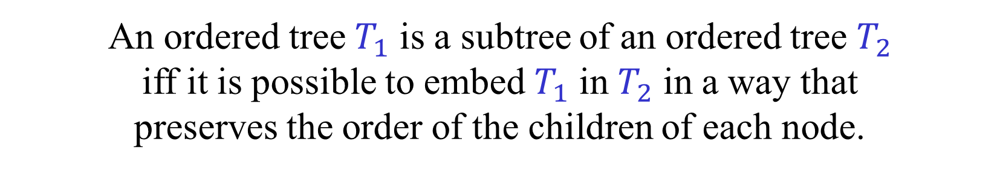 An ordered tree T₁ is a subtree of an ordered tree T₂
iff it is possible to embed T₁ in T₂ in a way that
preserves the order of the children of each node.